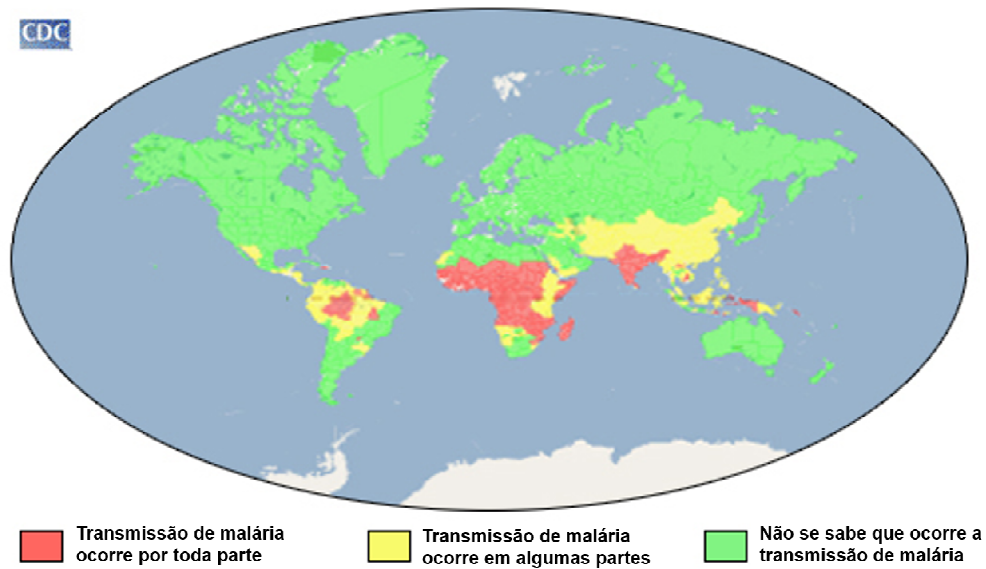 CDC
Transmissão de malária
ocorre por toda parte
Transmissão de malária
ocorre em algumas partes
Não se sabe que ocorre a
transmissão de malária